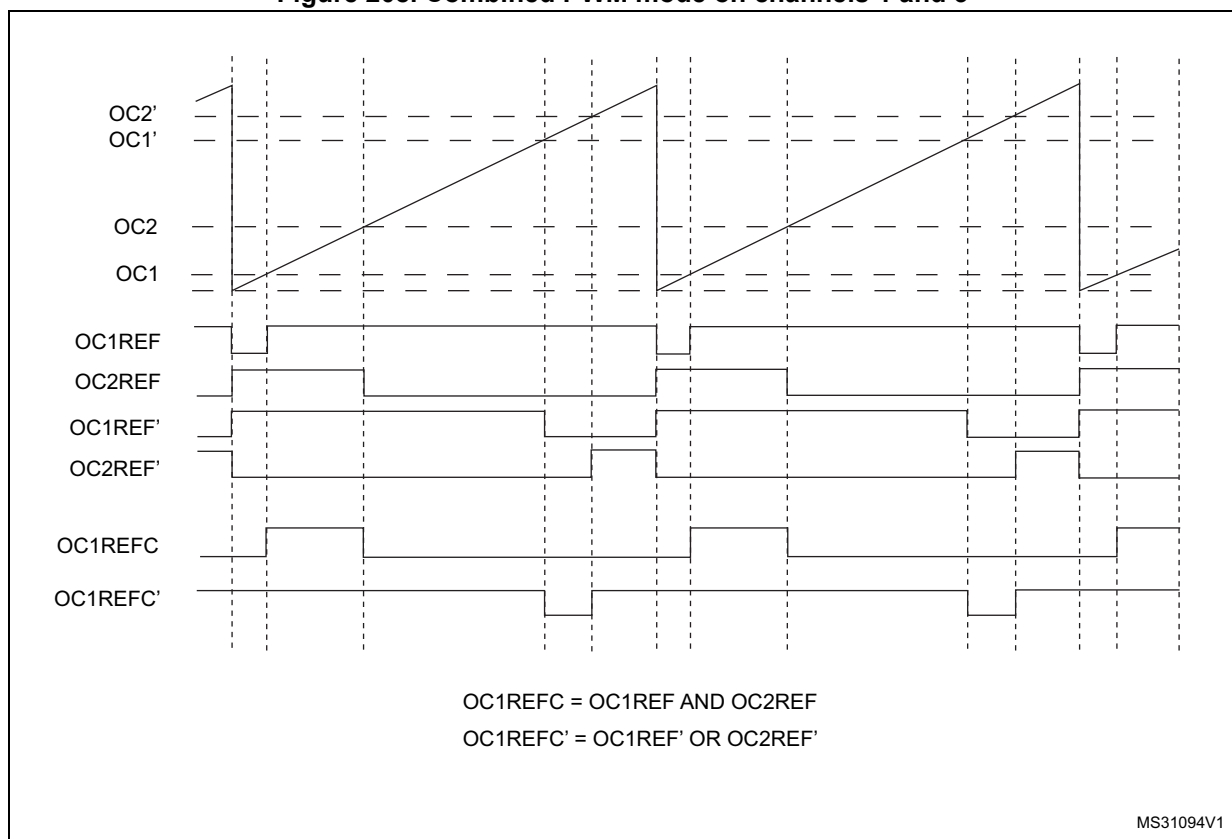 OC2’
OC1’
OC2
OC1
OC1REF
OC2REF
OC1REF’
OC2REF’
OC1REFC
OC1REFC’
OC1REFC = OC1REF AND OC2REF
OC1REFC’ = OC1REF’ OR OC2REF’
MS31094V1